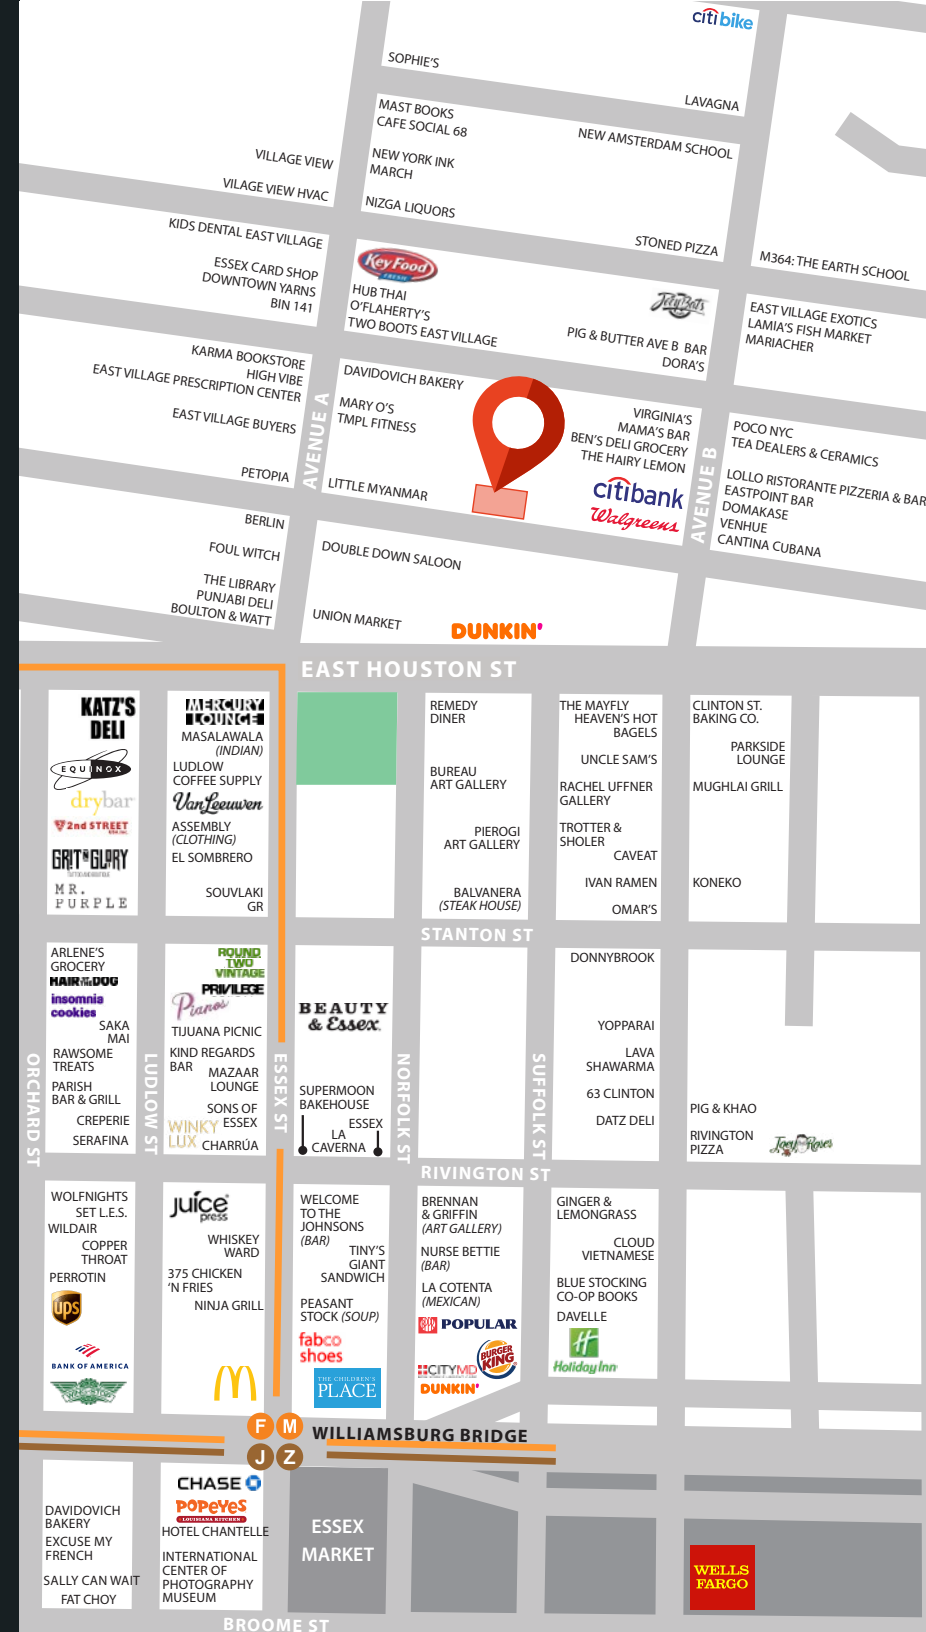 citibike
SOPHIE'S
LAVAGNA
MAST BOOKS
CAFE SOCIAL 68
NEW AMSTERDAM SCHOOL
NEW YORK INK
MARCH
VILLAGE VIEW
VILAGE VIEW HVAC
NIZGA LIQUORS
STONED PIZZA
M364: THE EARTH SCHOOL
KIDS DENTAL EAST VILLAGE
ESSEX CARD SHOP
DOWNTOWN YARNS
BIN 141
Key Food
FRESH
HUB THAI
O'FLAHERTY'S
TWO BOOTS EAST VILLAGE
PIG & BUTTER AVE B BAR
DORA'S
EAST VILLAGE EXOTICS
LAMIA'S FISH MARKET
MARIACHER
KARMA BOOKSTORE
HIGH VIBE
EAST VILLAGE PRESCRIPTION CENTER
EAST VILLAGE BUYERS
PETOPIA
AVENUE A
DAVIDOVICH BAKERY
MARY O'S
TMPL FITNESS
LITTLE MYANMAR
VIRGINIA'S
MAMA'S BAR
BEN'S DELI GROCERY
THE HAIRY LEMON
citibank
Walgreens
AVENUE B
POCO NYC
TEA DEALERS & CERAMICS
LOLLO RISTORANTE PIZZERIA & BAR
EASTPOINT BAR
DOMAKASE
VENHUE
CANTINA CUBANA
BERLIN
FOUL WITCH
THE LIBRARY
PUNJABI DELI
BOULTON & WATT
DOUBLE DOWN SALOON
UNION MARKET
DUNKIN'
EAST HOUSTON ST
KATZ'S
DELI
EQUINOX
drybar
2nd STREET
GRIT N GLORY
MR.
PURPLE
MERCURY
LOUNGE
MASALAWALA
(INDIAN)
LUDLOW
COFFEE SUPPLY
Van Leeuwen
ASSEMBLY
(CLOTHING)
EL SOMBRERO
SOUVLAKI
GR
REMEDY
DINER
BUREAU
ART GALLERY
PIEROGI
ART GALLERY
BALVANERA
(STEAK HOUSE)
THE MAYFLY
HEAVEN'S HOT
BAGELS
UNCLE SAM'S
RACHEL UFFNER
GALLERY
TROTTER &
SHOLER
CAVEAT
IVAN RAMEN
OMAR'S
CLINTON ST.
BAKING CO.
PARKSIDE
LOUNGE
MUGHLAI GRILL
KONEKO
STANTON ST
ORCHARD ST
ARLENE'S
GROCERY
HAIR OF THE DOG
insomnia
cookies
SAKA
MAI
RAWSOME
TREATS
PARISH
BAR & GRILL
CREPERIE
SERAFINA
LUDLOW ST
ROUND
TWO
VINTAGE
PRIVILEGE
Pianos
TIJUANA PICNIC
KIND REGARDS
BAR
MAZAAR
LOUNGE
SONS OF
ESSEX
WINKY
LUX
CHARRÚA
ESSEX ST
BEAUTY
& Essex
SUPERMOON
BAKEHOUSE
ESSEX
LA
CAVERNA
NORFOLK ST
SUFFOLK ST
DONNYBROOK
YOPPARAI
LAVA
SHAWARMA
63 CLINTON
DATZ DELI
PIG & KHAO
RIVINGTON
PIZZA
Joey Roses
RIVINGTON ST
WOLFNIGHTS
SET L.E.S.
WILDAIR
COPPER
THROAT
PERROTIN
ups
BANK OF AMERICA
WINGSTOP
juice
press
WHISKEY
WARD
375 CHICKEN
'N FRIES
NINJA GRILL
WELCOME
TO THE
JOHNSONS
(BAR)
TINY'S
GIANT
SANDWICH
PEASANT
STOCK (SOUP)
fabco
shoes
THE CHILDREN'S
PLACE
BRENNAN
& GRIFFIN
(ART GALLERY)
NURSE BETTIE
(BAR)
LA COTENTA
(MEXICAN)
POPULAR
CITYMD
BURGER
KING
DUNKIN'
GINGER &
LEMONGRASS
CLOUD
VIETNAMESE
BLUE STOCKING
CO-OP BOOKS
DAVELLE
H
Holiday Inn
F M
J Z
WILLIAMSBURG BRIDGE
DAVIDOVICH
BAKERY
EXCUSE MY
FRENCH
SALLY CAN WAIT
FAT CHOY
CHASE
POPEYES
LOUISIANA KITCHEN
HOTEL CHANTELLE
INTERNATIONAL
CENTER OF
PHOTOGRAPHY
MUSEUM
ESSEX
MARKET
WELLS
FARGO
BROOME ST